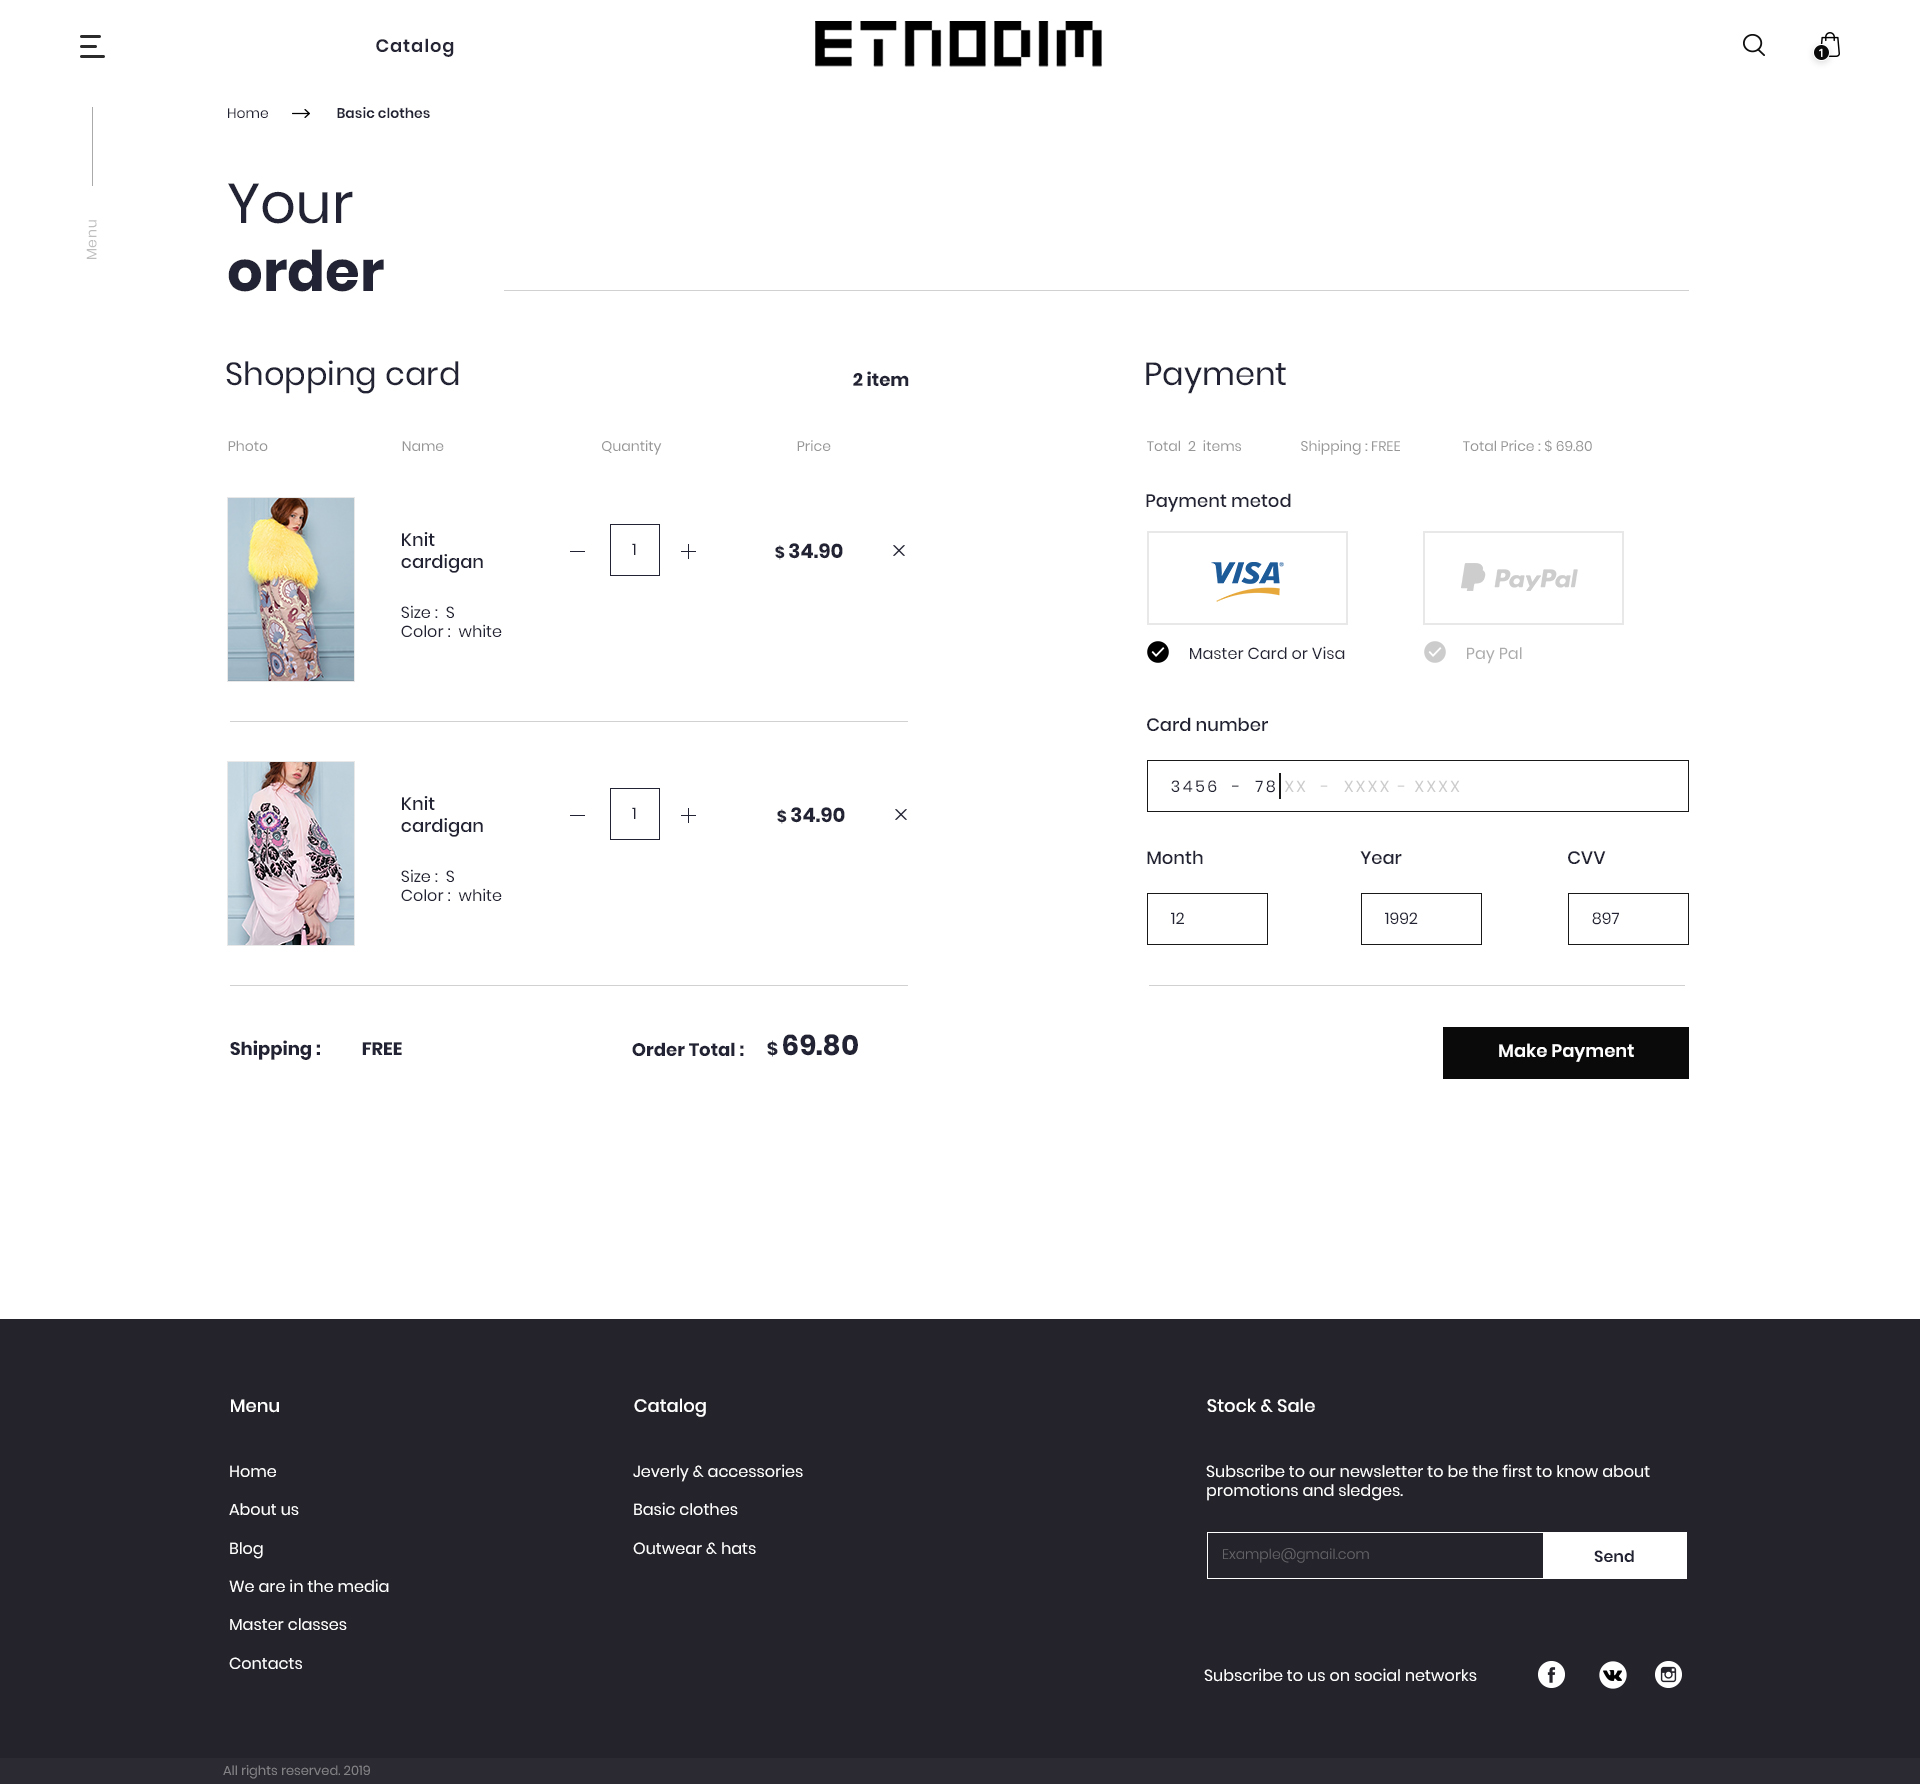 Catalog
ETNODIM
1
Home
Basic clothes
Menu
Your
order
Shopping card
2 item
Photo
Name
Quantity
Price
Knit
cardigan
1
$ 34.90
Size : S
Color : white
Knit
cardigan
1
$ 34.90
Size : S
Color : white
Shipping :
FREE
Order Total :
$ 69.80
Payment
Total 2 items
Shipping : FREE
Total Price : $ 69.80
Payment metod
VISA
PayPal
Master Card or Visa
Pay Pal
Card number
3456 - 78XX - XXXX - XXXX
Month
Year
CVV
12
1992
897
Make Payment
Menu
Home
About us
Blog
We are in the media
Master classes
Contacts
Catalog
Jeverly & accessories
Basic clothes
Outwear & hats
Stock & Sale
Subscribe to our newsletter to be the first to know about
promotions and sledges.
Example@gmail.com
Send
Subscribe to us on social networks
All rights reserved. 2019